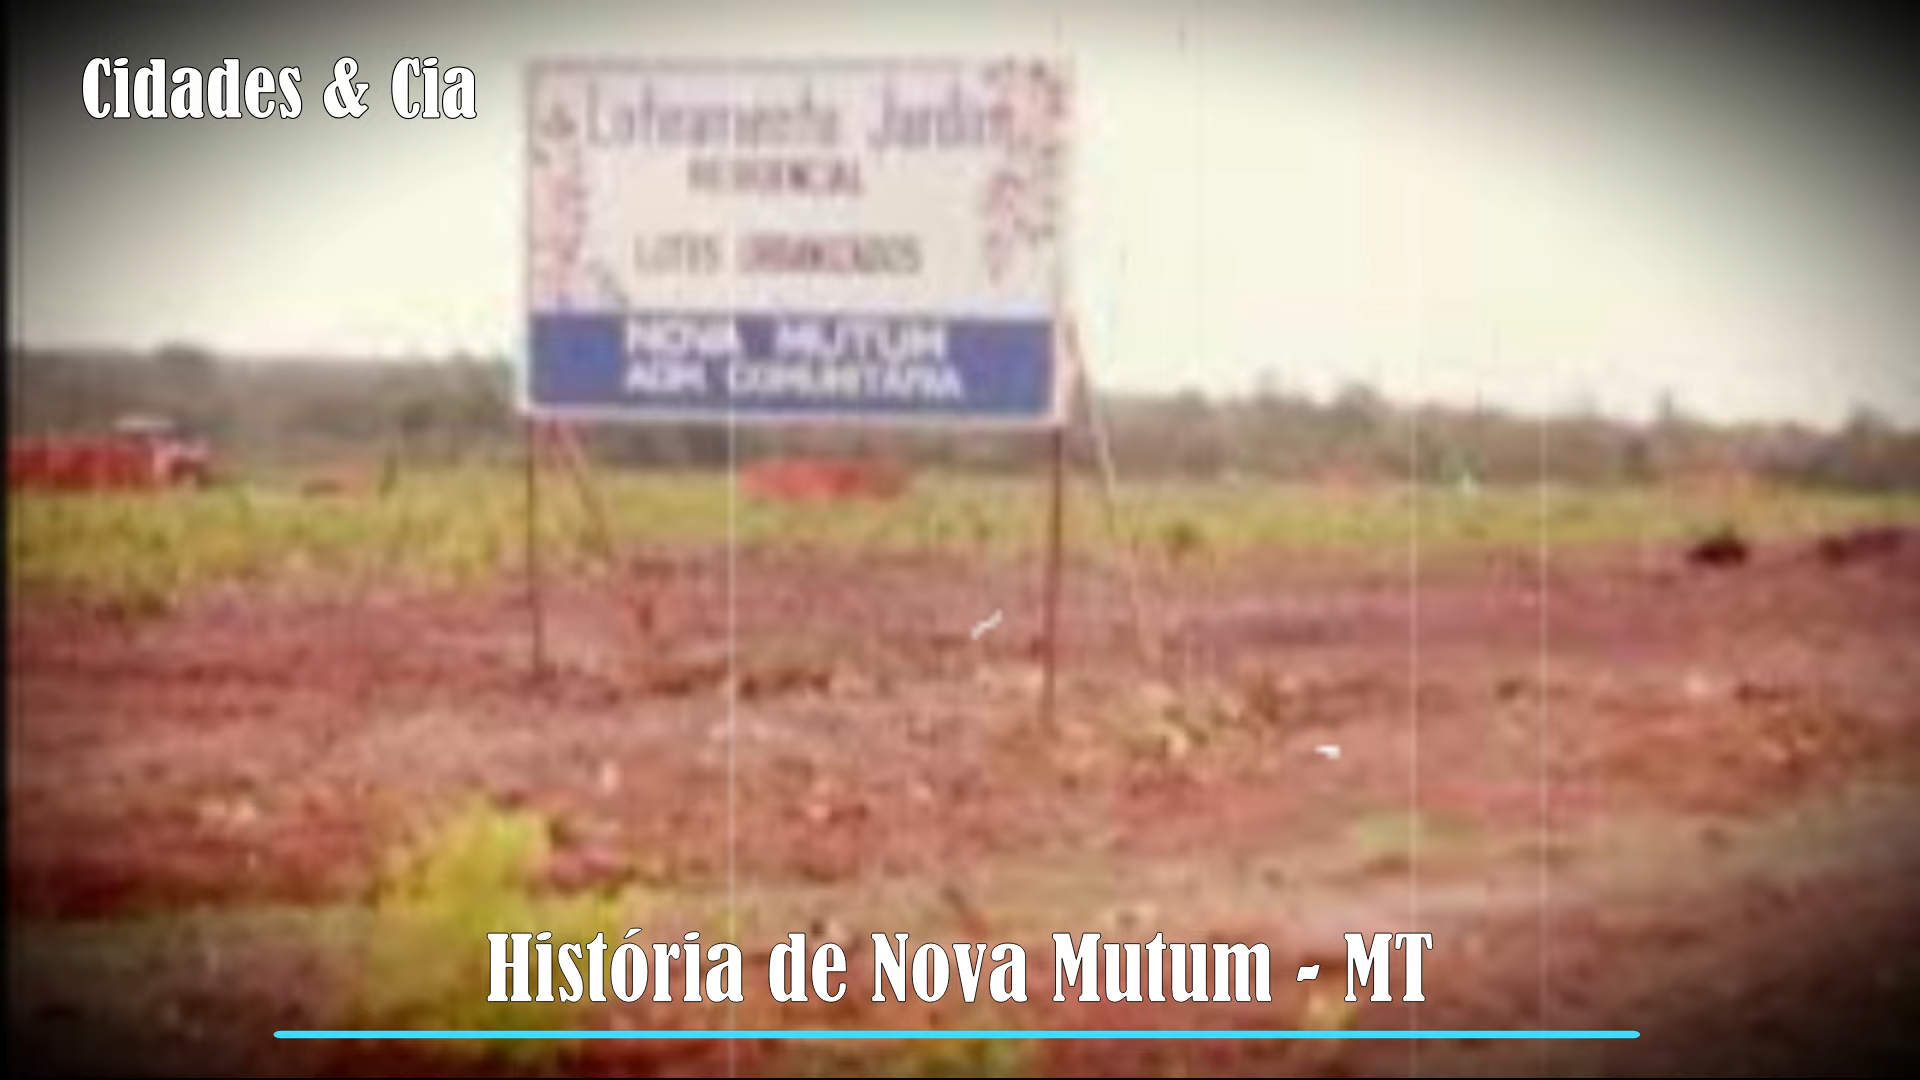 Cidades & Cia
Loteamento Jardim
RESIDENCIAL
LOTES URBANIZADOS
NOVA MUTUM
ADM. COMUNITÁRIA
História de Nova Mutum - MT